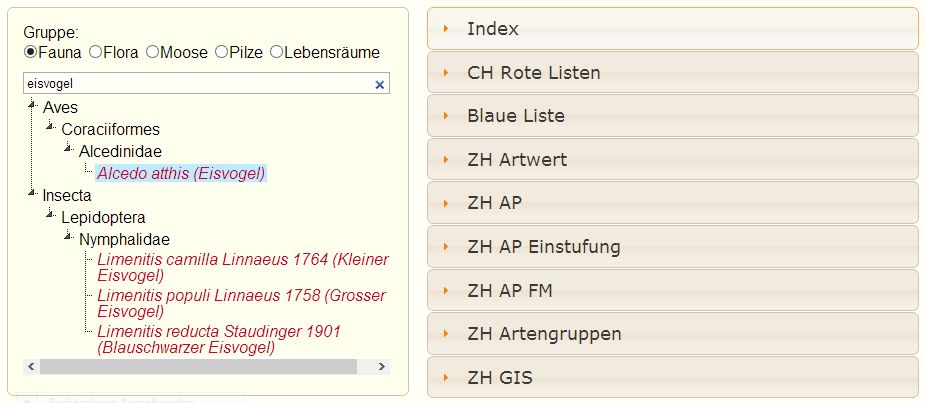 Gruppe:
Fauna Flora Moose Pilze Lebensräume
eisvogel
Aves
Coraciiformes
Alcedinidae
Alcedo atthis (Eisvogel)
Insecta
Lepidoptera
Nymphalidae
Limenitis camilla Linnaeus 1764 (Kleiner
Eisvogel)
Limenitis populi Linnaeus 1758 (Grosser
Eisvogel)
Limenitis reducta Staudinger 1901
(Blauschwarzer Eisvogel)
Index
CH Rote Listen
Blaue Liste
ZH Artwert
ZH AP
ZH AP Einstufung
ZH AP FM
ZH Artengruppen
ZH GIS